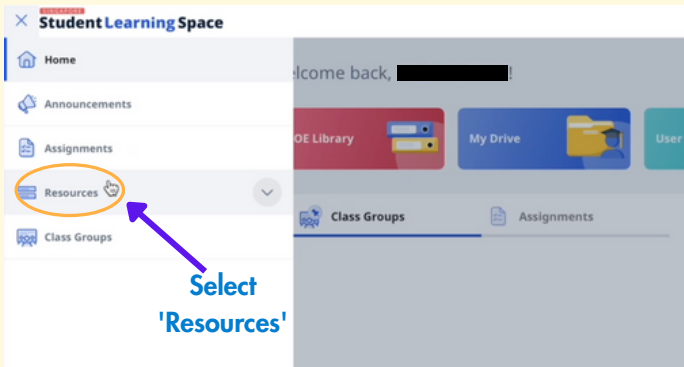 SINGAPORE
Student Learning Space
Home
Announcements
Assignments
Resources
Class Groups
elcome back, !
OE Library
My Drive
User
Class Groups
Assignments
Select
'Resources'